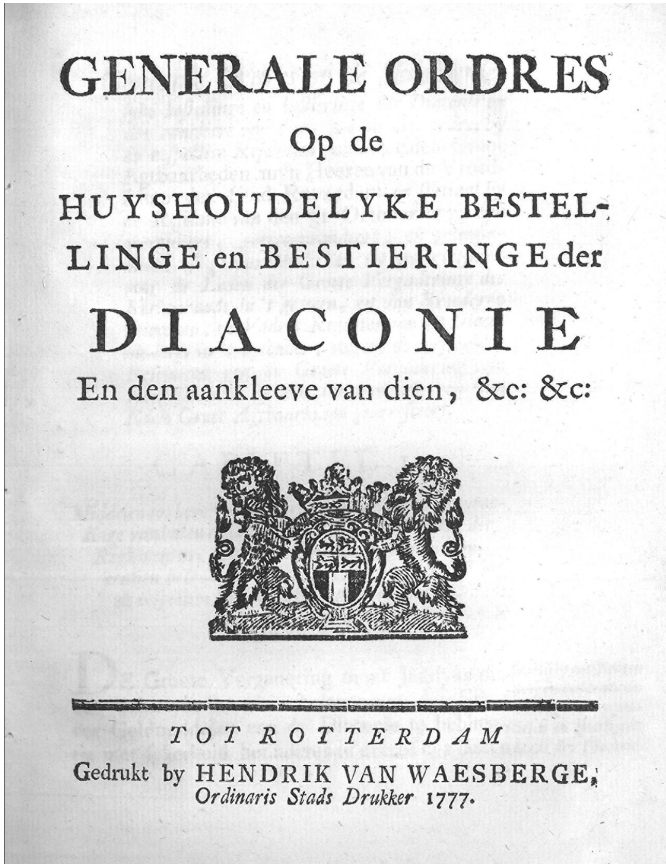 GENERALE ORDRES
Op de
HUYSHOUDELYKE BESTEL-
LINGE en BESTIERINGE der
DIACONIE
En den aankleeve van dien, &c: &c:
TOT ROTTERDAM
Gedrukt by HENDRIK VAN WAESBERGE,
Ordinaris Stads Drukker 1777.